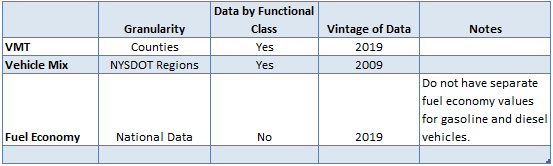 Granularity Data by Functional Class Vintage of Data Notes
VMT Counties Yes 2019
Vehicle Mix NYSDOT Regions Yes 2009
Fuel Economy National Data No 2019 Do not have separate
fuel economy values
for gasoline and diesel
vehicles.